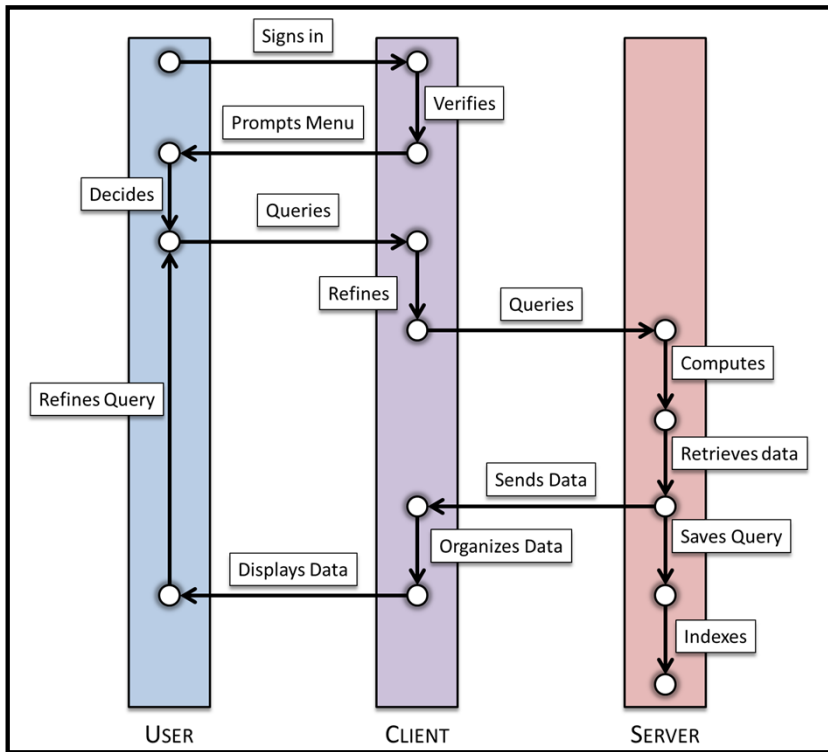 Signs in
Verifies
Prompts Menu
Decides
Queries
Refines
Queries
Computes
Refines Query
Retrieves data
Sends Data
Saves Query
Organizes Data
Displays Data
Indexes
USER
CLIENT
SERVER